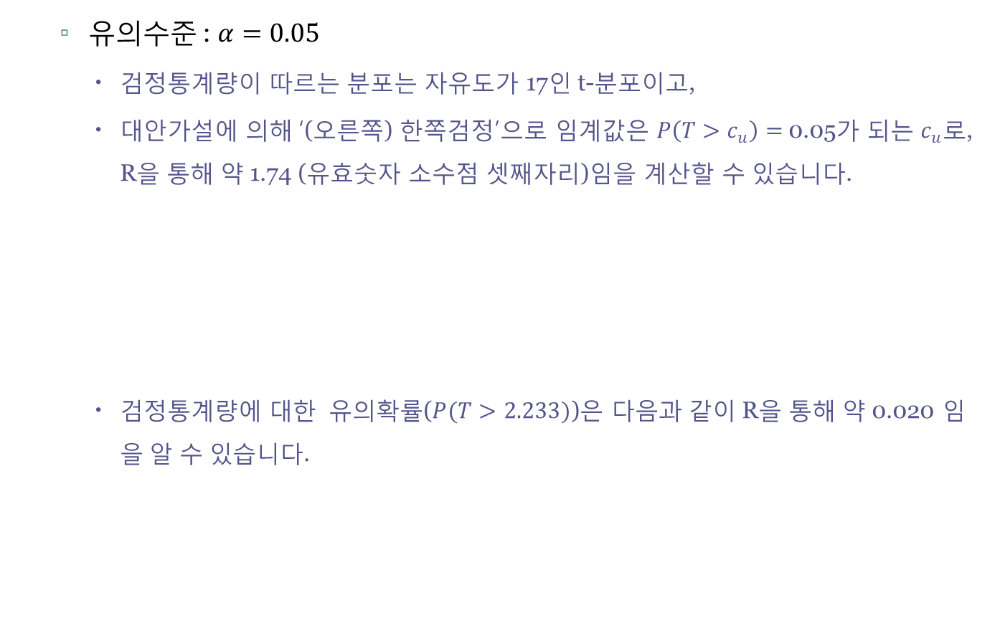 ▫ 유의수준 : α = 0.05
• 검정통계량이 따르는 분포는 자유도가 17인 t-분포이고,
• 대안가설에 의해 ‘(오른쪽) 한쪽검정’으로 임계값은 P(T > c_u) = 0.05가 되는 c_u로,
R을 통해 약 1.74 (유효숫자 소수점 셋째자리)임을 계산할 수 있습니다.
• 검정통계량에 대한 유의확률(P(T > 2.233))은 다음과 같이 R을 통해 약 0.020 임
을 알 수 있습니다.